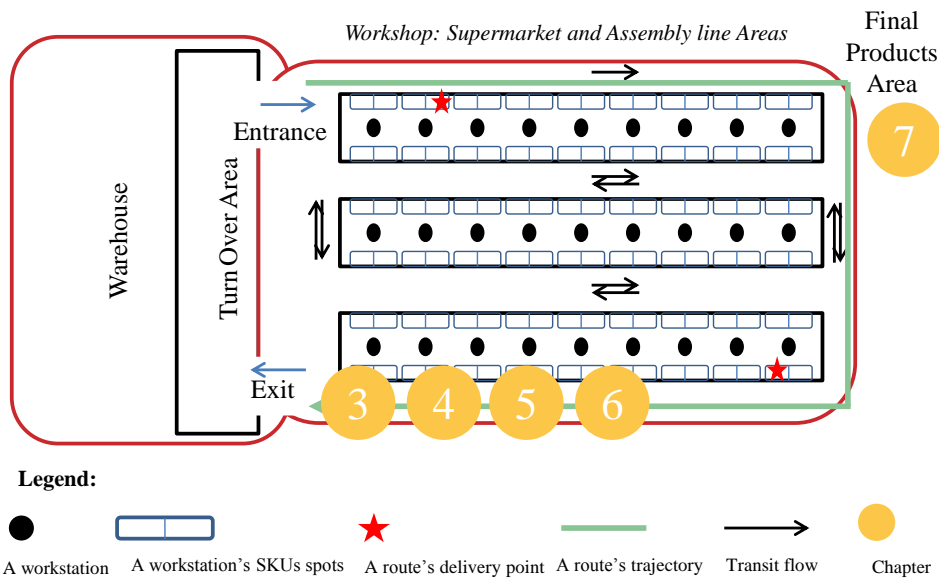 Workshop: Supermarket and Assembly line Areas
Final
Products
Area
7
Entrance
Warehouse
Turn Over Area
Exit
3
4
5
6
Legend:
A workstation
A workstation's SKUs spots
A route's delivery point
A route's trajectory
Transit flow
Chapter